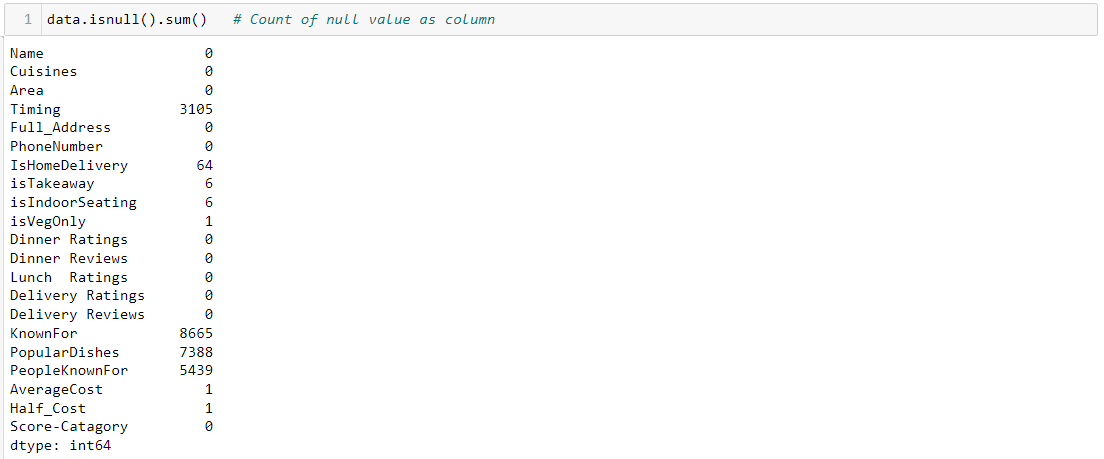 1 data.isnull().sum()   # Count of null value as column
Name                   0
Cuisines               0
Area                   0
Timing              3105
Full_Address           0
PhoneNumber            0
IsHomeDelivery        64
isTakeaway             6
isIndoorSeating        6
isVegOnly              1
Dinner Ratings         0
Dinner Reviews         0
Lunch  Ratings         0
Delivery Ratings       0
Delivery Reviews       0
KnownFor            8665
PopularDishes       7388
PeopleKnownFor      5439
AverageCost            1
Half_Cost              1
Score-Catagory         0
dtype: int64